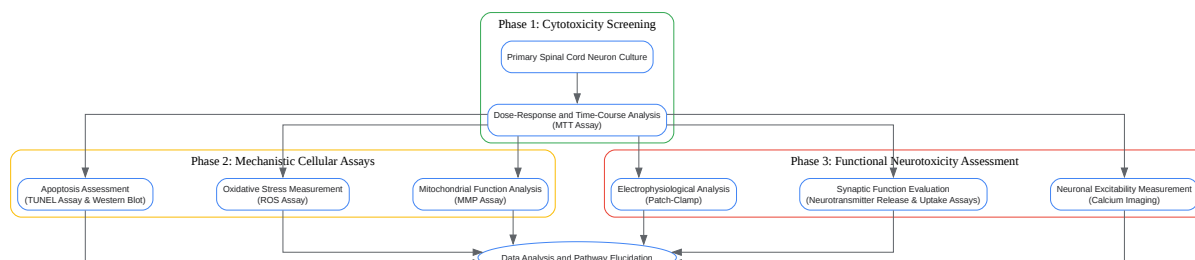 Phase 1: Cytotoxicity Screening
Primary Spinal Cord Neuron Culture
Dose-Response and Time-Course Analysis
(MTT Assay)
Phase 2: Mechanistic Cellular Assays
Phase 3: Functional Neurotoxicity Assessment
Apoptosis Assessment
(TUNEL Assay & Western Blot)
Oxidative Stress Measurement
(ROS Assay)
Mitochondrial Function Analysis
(MMP Assay)
Electrophysiological Analysis
(Patch-Clamp)
Synaptic Function Evaluation
(Neurotransmitter Release & Uptake Assays)
Neuronal Excitability Measurement
(Calcium Imaging)
Data Analysis and Pathway Elucidation